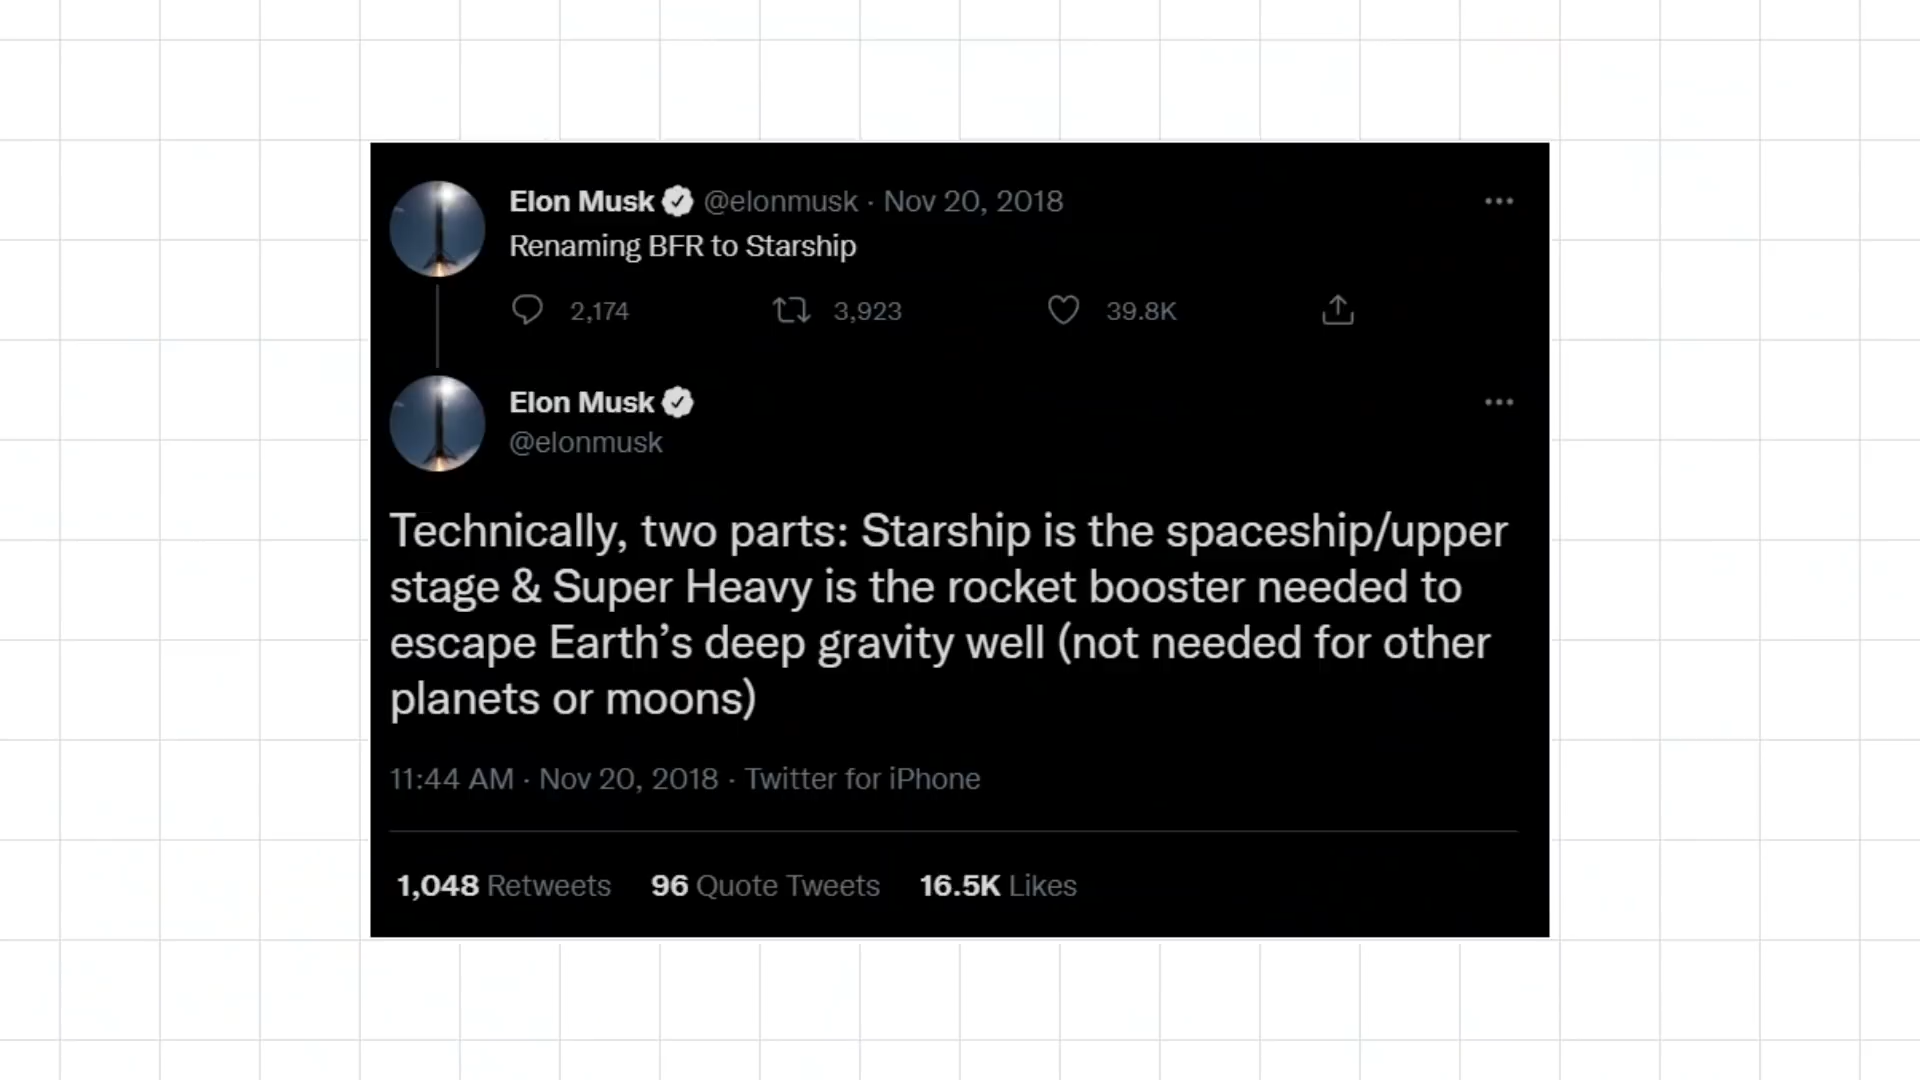 Elon Musk @elonmusk · Nov 20, 2018
Renaming BFR to Starship
2,174 3,923 39.8K
Elon Musk
@elonmusk
Technically, two parts: Starship is the spaceship/upper
stage & Super Heavy is the rocket booster needed to
escape Earth’s deep gravity well (not needed for other
planets or moons)
11:44 AM · Nov 20, 2018 · Twitter for iPhone
1,048 Retweets 96 Quote Tweets 16.5K Likes